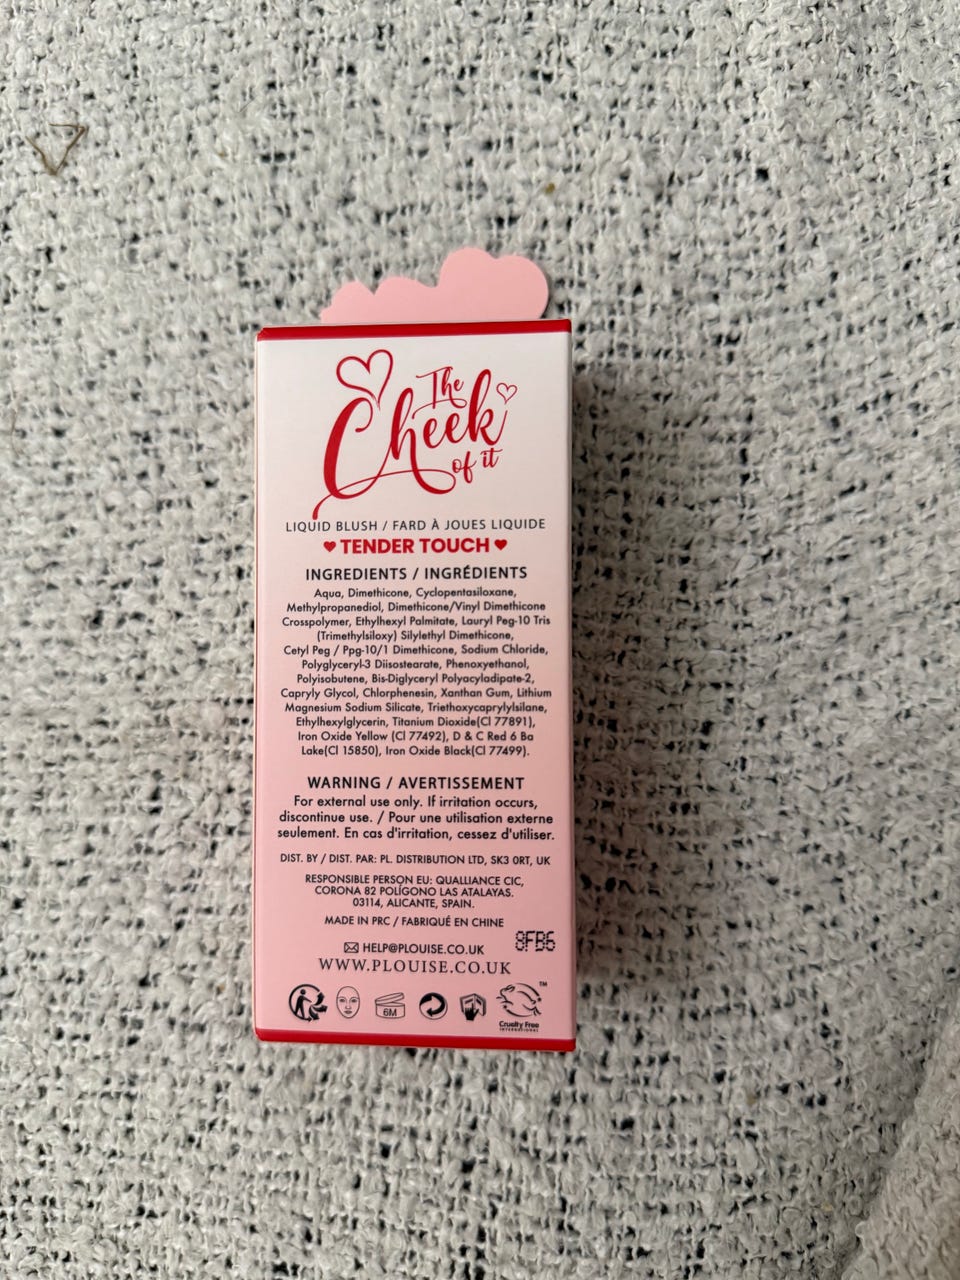 The
Cheek
of it
LIQUID BLUSH / FARD À JOUES LIQUIDE
♥ TENDER TOUCH ♥
INGREDIENTS / INGRÉDIENTS
Aqua, Dimethicone, Cyclopentasiloxane,
Methylpropanediol, Dimethicone/Vinyl Dimethicone
Crosspolymer, Ethylhexyl Palmitate, Lauryl Peg-10 Tris
(Trimethylsiloxy) Silylethyl Dimethicone,
Cetyl Peg / Ppg-10/1 Dimethicone, Sodium Chloride,
Polyglyceryl-3 Diisostearate, Phenoxyethanol,
Polyisobutene, Bis-Diglyceryl Polyacyladipate-2,
Capryly Glycol, Chlorphenesin, Xanthan Gum, Lithium
Magnesium Sodium Silicate, Triethoxycaprylylsilane,
Ethylhexylglycerin, Titanium Dioxide(Cl 77891),
Iron Oxide Yellow (Cl 77492), D & C Red 6 Ba
Lake(Cl 15850), Iron Oxide Black(Cl 77499).
WARNING / AVERTISSEMENT
For external use only. If irritation occurs,
discontinue use. / Pour une utilisation externe
seulement. En cas d'irritation, cessez d'utiliser.
DIST. BY / DIST. PAR: PL. DISTRIBUTION LTD, SK3 0RT, UK
RESPONSIBLE PERSON EU: QUALLIANCE CIC,
CORONA 82 POLÍGONO LAS ATALAYAS.
03114, ALICANTE, SPAIN.
MADE IN PRC / FABRIQUÉ EN CHINE
HELP@PLOUISE.CO.UK
WWW.PLOUISE.CO.UK
6M
TM
Cruelty Free
INTERNATIONAL